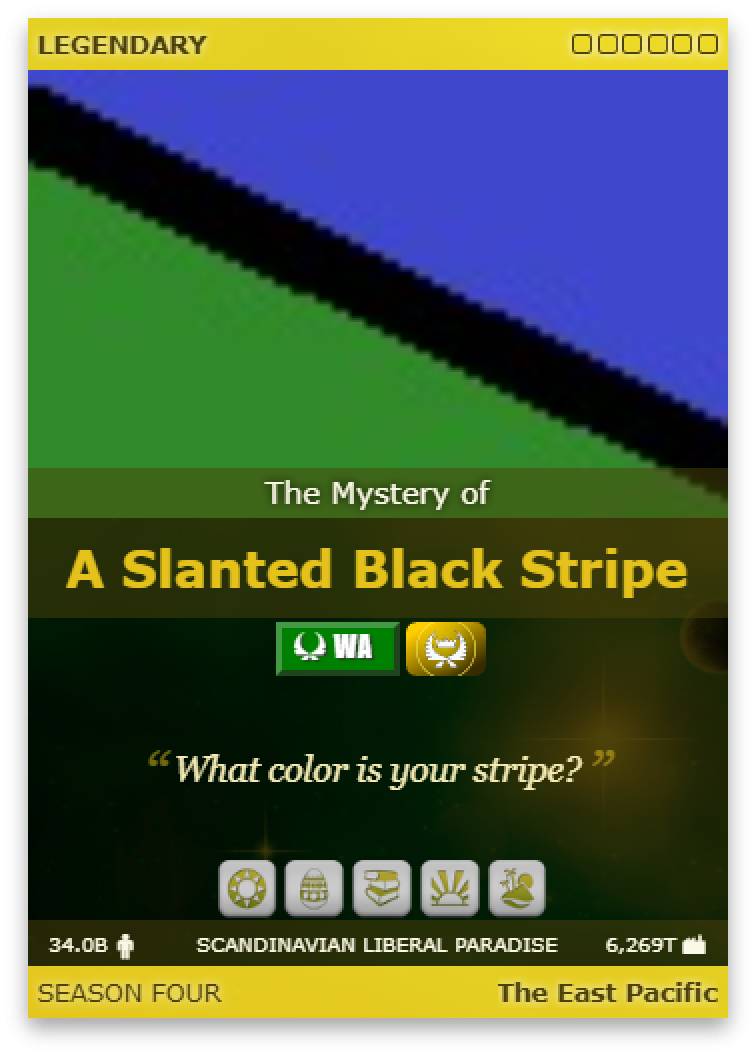 LEGENDARY
The Mystery of
A Slanted Black Stripe
WA
“What color is your stripe?”
34.0B SCANDINAVIAN LIBERAL PARADISE 6,269T
SEASON FOUR The East Pacific